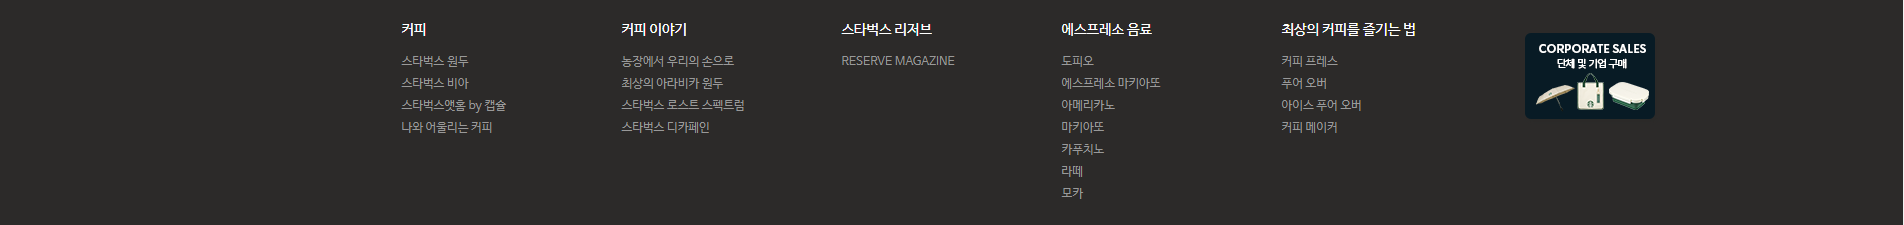 커피
스타벅스 원두
스타벅스 비아
스타벅스앳홈 by 캡슐
나와 어울리는 커피
커피 이야기
농장에서 우리의 손으로
최상의 아라비카 원두
스타벅스 로스트 스펙트럼
스타벅스 디카페인
스타벅스 리저브
RESERVE MAGAZINE
에스프레소 음료
도피오
에스프레소 마키아또
아메리카노
마키아또
카푸치노
라떼
모카
최상의 커피를 즐기는 법
커피 프레스
푸어 오버
아이스 푸어 오버
커피 메이커
CORPORATE SALES
단체 및 기업 구매